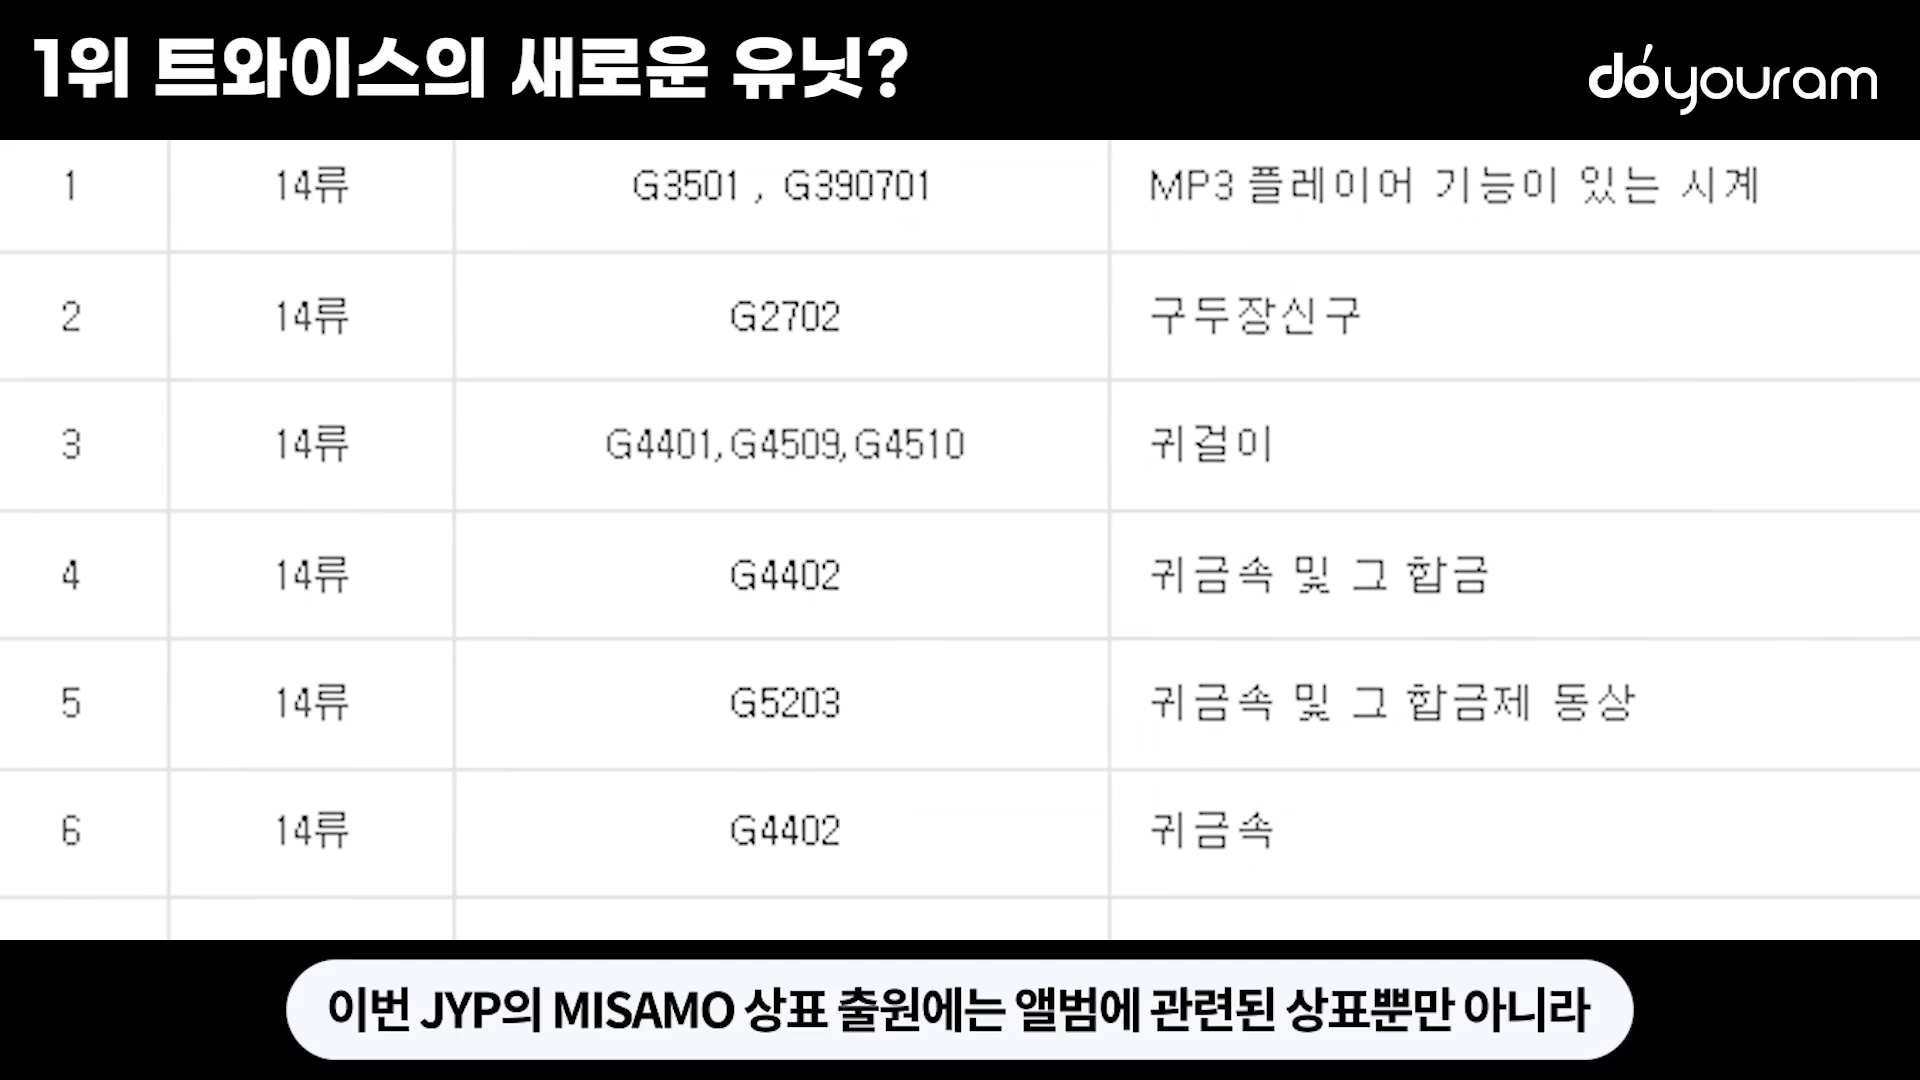 1위 트와이스의 새로운 유닛?
dóyouram
1 14류 G3501 , G390701 MP3 플레이어 기능이 있는 시계
2 14류 G2702 구두장신구
3 14류 G4401,G4509,G4510 귀걸이
4 14류 G4402 귀금속 및 그 합금
5 14류 G5203 귀금속 및 그 합금제 동상
6 14류 G4402 귀금속
이번 JYP의 MISAMO 상표 출원에는 앨범에 관련된 상표뿐만 아니라